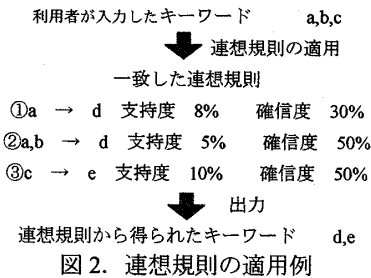 利用者が入力したキーワード a,b,c
連想規則の適用
一致した連想規則
①a → d 支持度 8% 確信度 30%
②a,b → d 支持度 5% 確信度 50%
③c → e 支持度 10% 確信度 50%
出力
連想規則から得られたキーワード d,e
図2. 連想規則の適用例